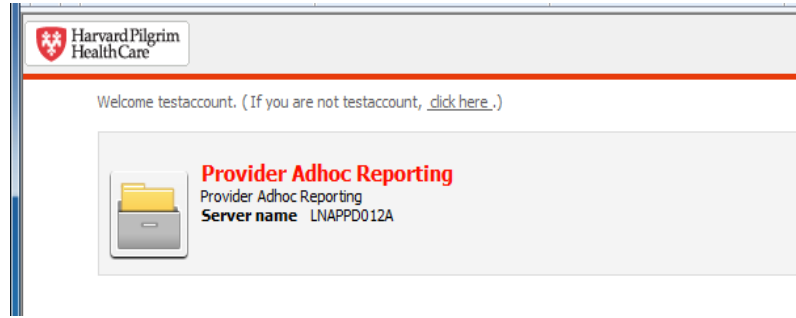 Harvard Pilgrim
HealthCare
Welcome testaccount. ( If you are not testaccount, click here .)
Provider Adhoc Reporting
Provider Adhoc Reporting
Server name LNAPPD012A